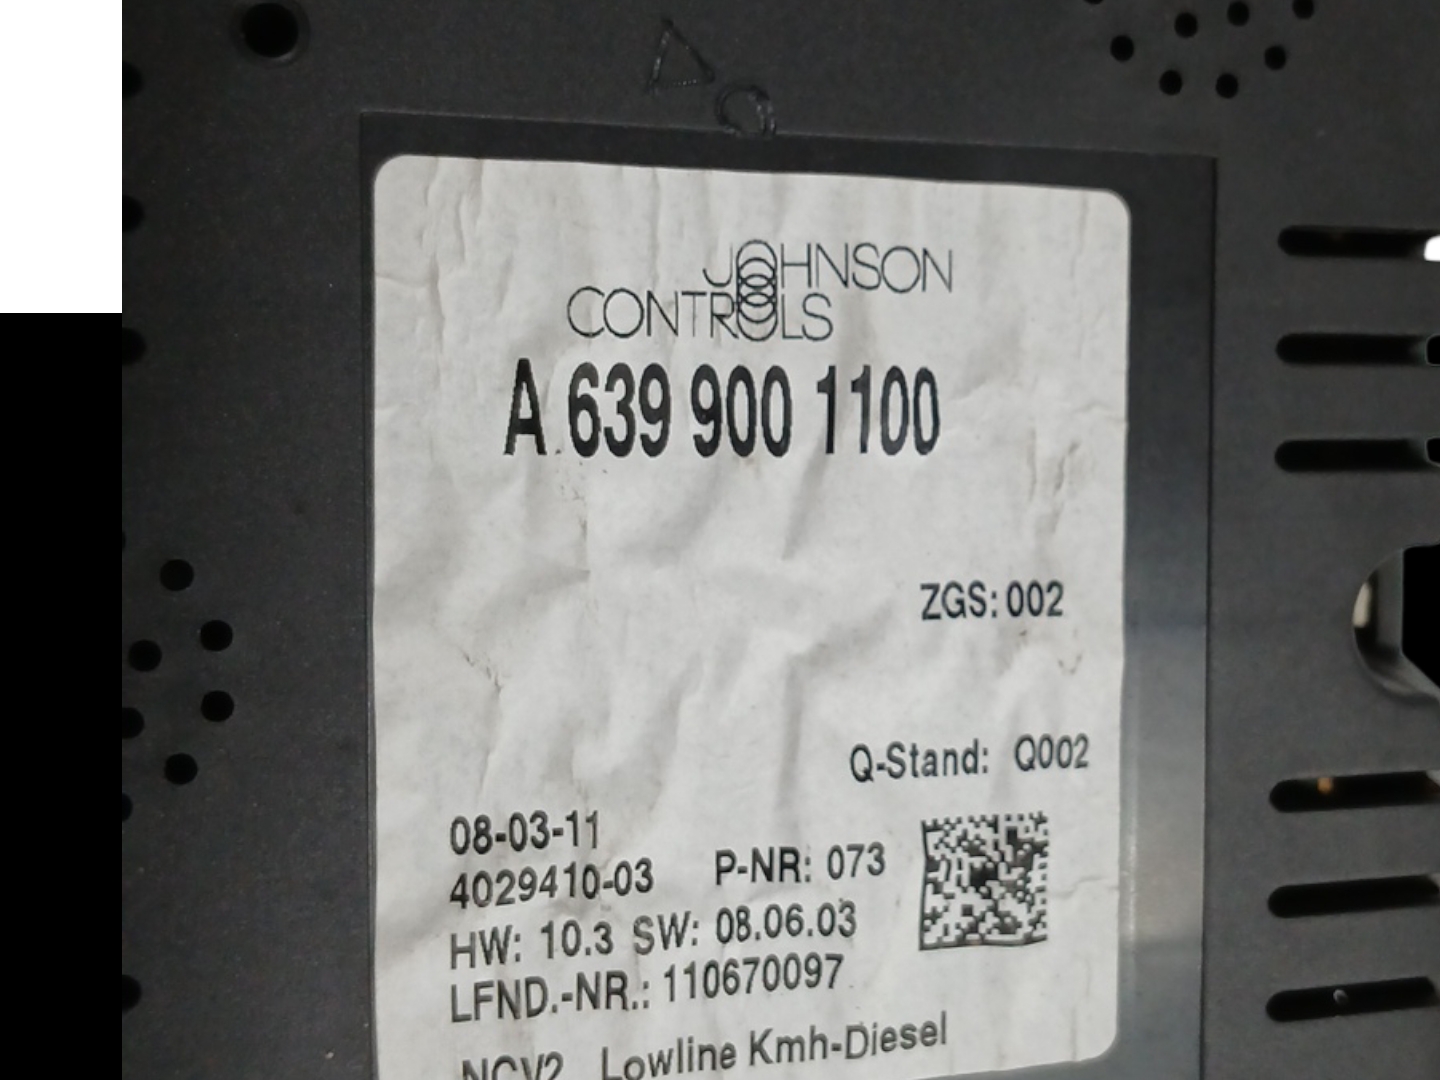 JOHNSON
CONTROLS
A 639 900 1100
ZGS: 002
Q-Stand: Q002
08-03-11
4029410-03 P-NR: 073
HW: 10.3 SW: 08.06.03
LFND.-NR.: 110670097
NCV2 Lowline Kmh-Diesel